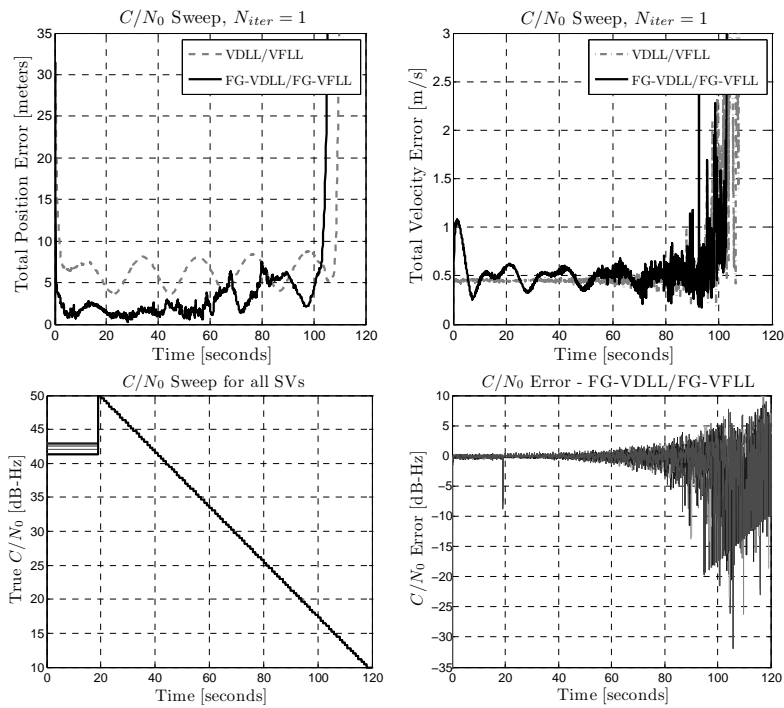 C/N₀ Sweep, N_iter = 1
VDLL/VFLL
FG-VDLL/FG-VFLL
Total Position Error [meters]
35
30
25
20
15
10
5
0
0 20 40 60 80 100 120
Time [seconds]
C/N₀ Sweep, N_iter = 1
VDLL/VFLL
FG-VDLL/FG-VFLL
Total Velocity Error [m/s]
3
2.5
2
1.5
1
0.5
0
0 20 40 60 80 100 120
Time [seconds]
C/N₀ Sweep for all SVs
True C/N₀ [dB-Hz]
50
45
40
35
30
25
20
15
10
0 20 40 60 80 100 120
Time [seconds]
C/N₀ Error - FG-VDLL/FG-VFLL
C/N₀ Error [dB-Hz]
10
5
0
−5
−10
−15
−20
−25
−30
−35
0 20 40 60 80 100 120
Time [seconds]